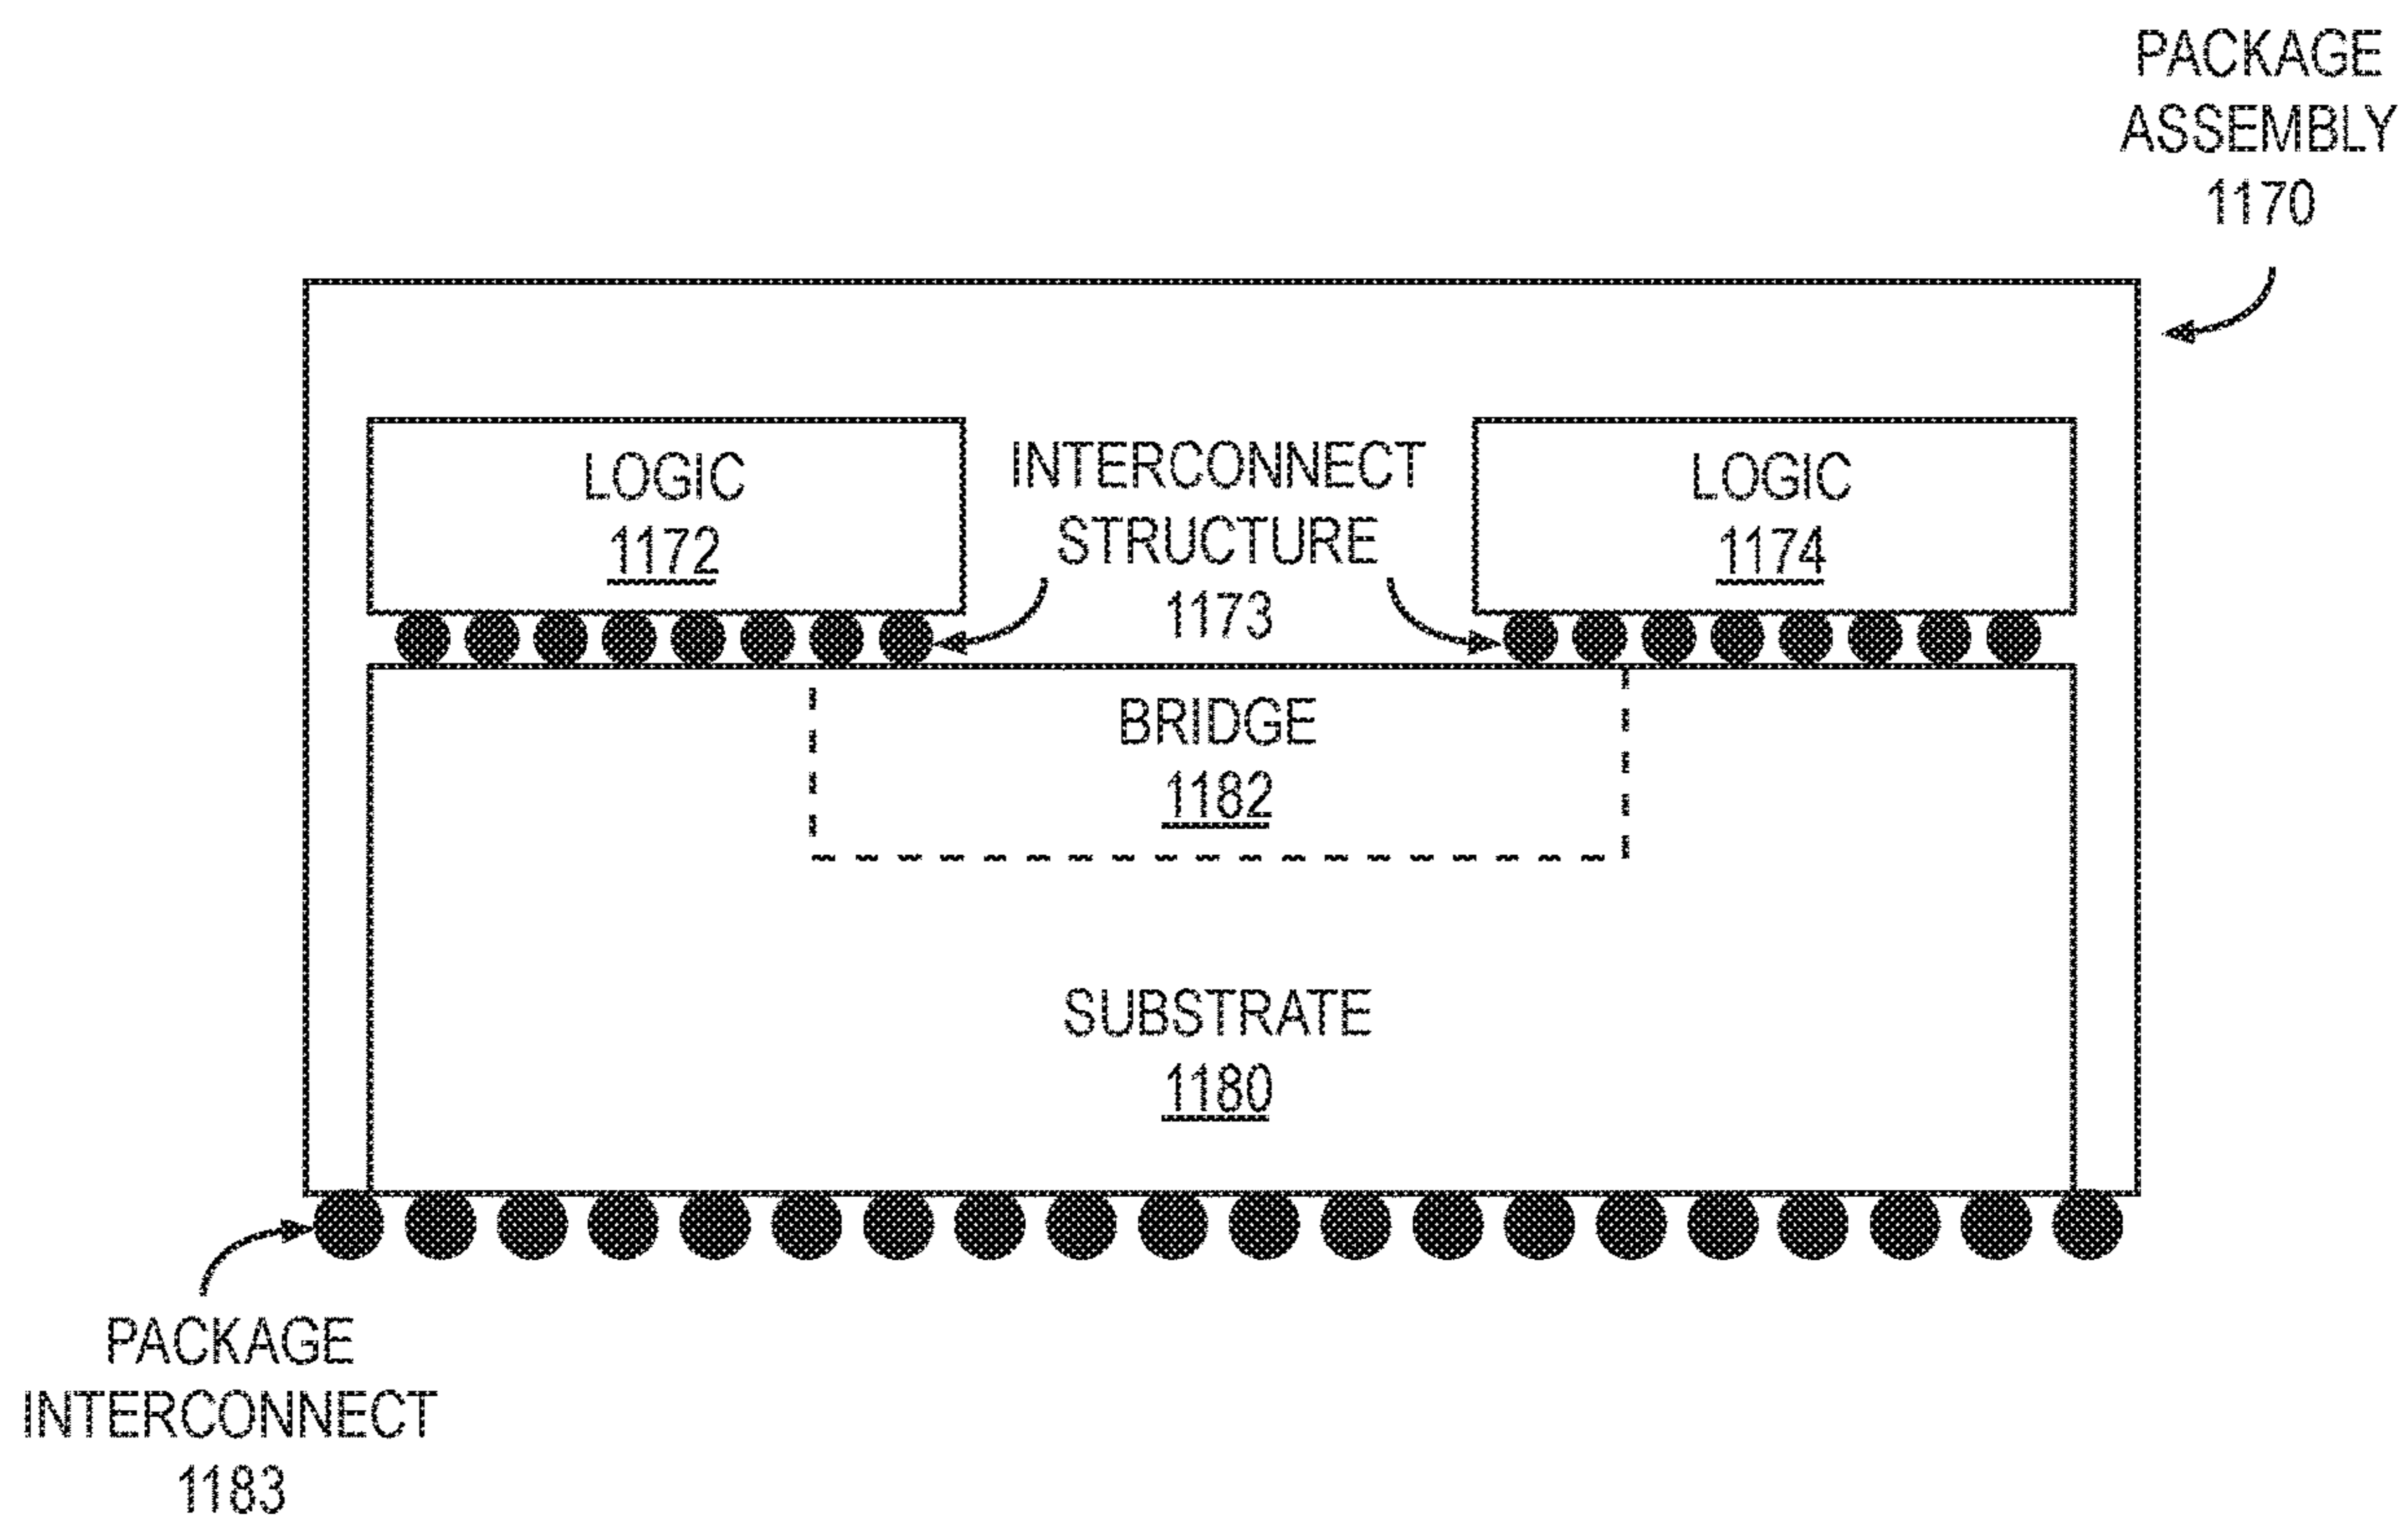 PACKAGE
ASSEMBLY
1170
LOGIC
1172
INTERCONNECT
STRUCTURE
1173
LOGIC
1174
BRIDGE
1182
SUBSTRATE
1180
PACKAGE
INTERCONNECT
1183